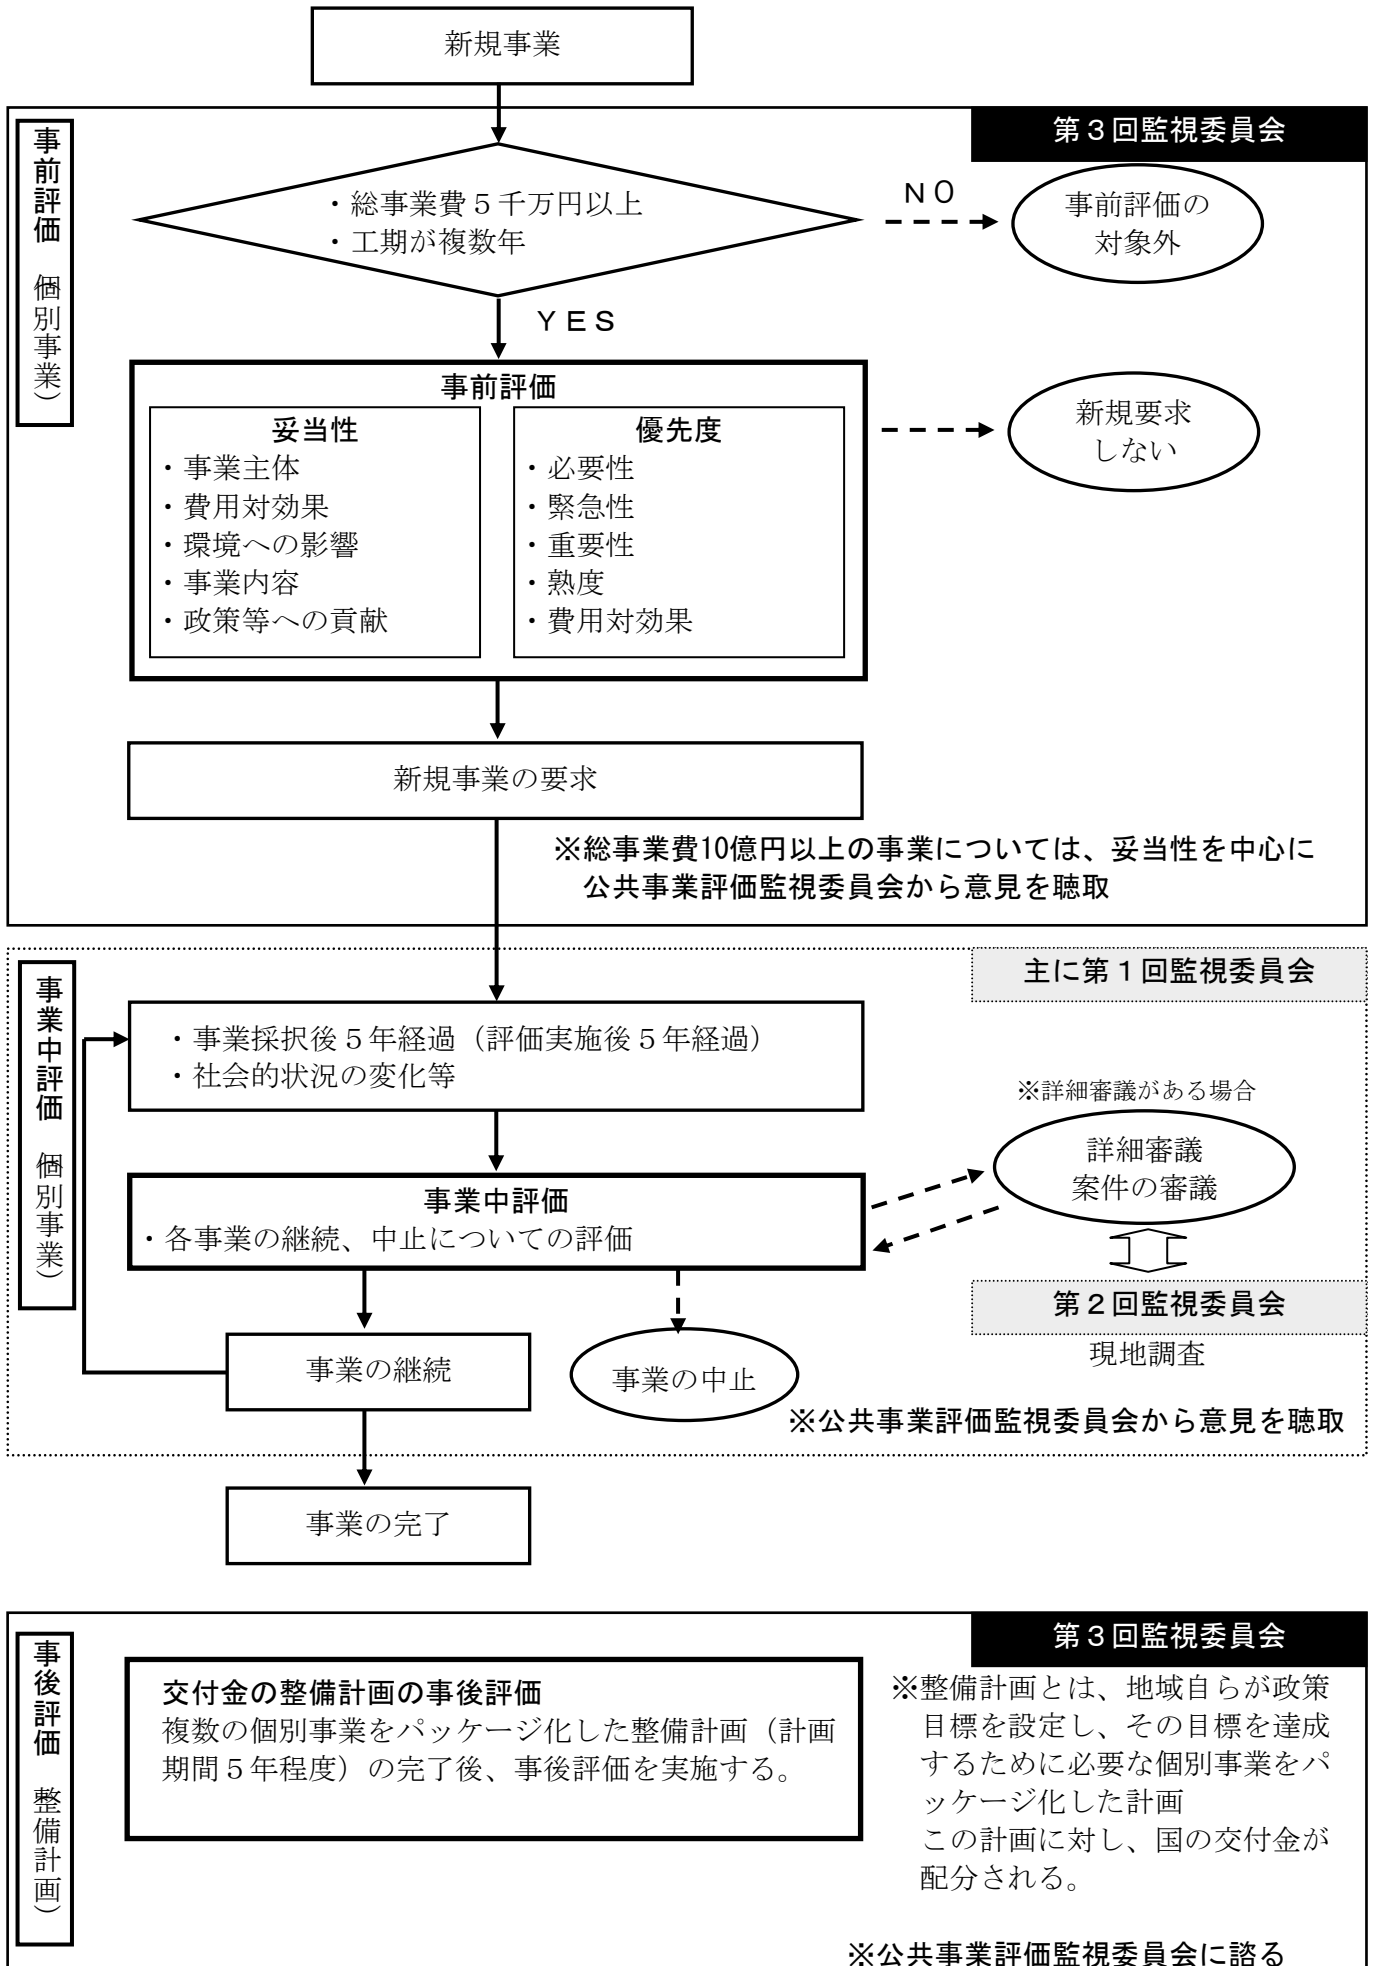 新規事業
第３回監視委員会
事前評価（個別事業）
・総事業費５千万円以上
・工期が複数年
ＮＯ
事前評価の
対象外
ＹＥＳ
事前評価
妥当性
・事業主体
・費用対効果
・環境への影響
・事業内容
・政策等への貢献
優先度
・必要性
・緊急性
・重要性
・熟度
・費用対効果
新規要求
しない
新規事業の要求
※総事業費10億円以上の事業については、妥当性を中心に
公共事業評価監視委員会から意見を聴取
主に第１回監視委員会
事業中評価（個別事業）
・事業採択後５年経過（評価実施後５年経過）
・社会的状況の変化等
※詳細審議がある場合
詳細審議
案件の審議
事業中評価
・各事業の継続、中止についての評価
第２回監視委員会
現地調査
事業の継続
事業の中止
※公共事業評価監視委員会から意見を聴取
事業の完了
第３回監視委員会
事後評価（整備計画）
交付金の整備計画の事後評価
複数の個別事業をパッケージ化した整備計画（計画
期間５年程度）の完了後、事後評価を実施する。
※整備計画とは、地域自らが政策
目標を設定し、その目標を達成
するために必要な個別事業をパ
ッケージ化した計画
この計画に対し、国の交付金が
配分される。
※公共事業評価監視委員会に諮る